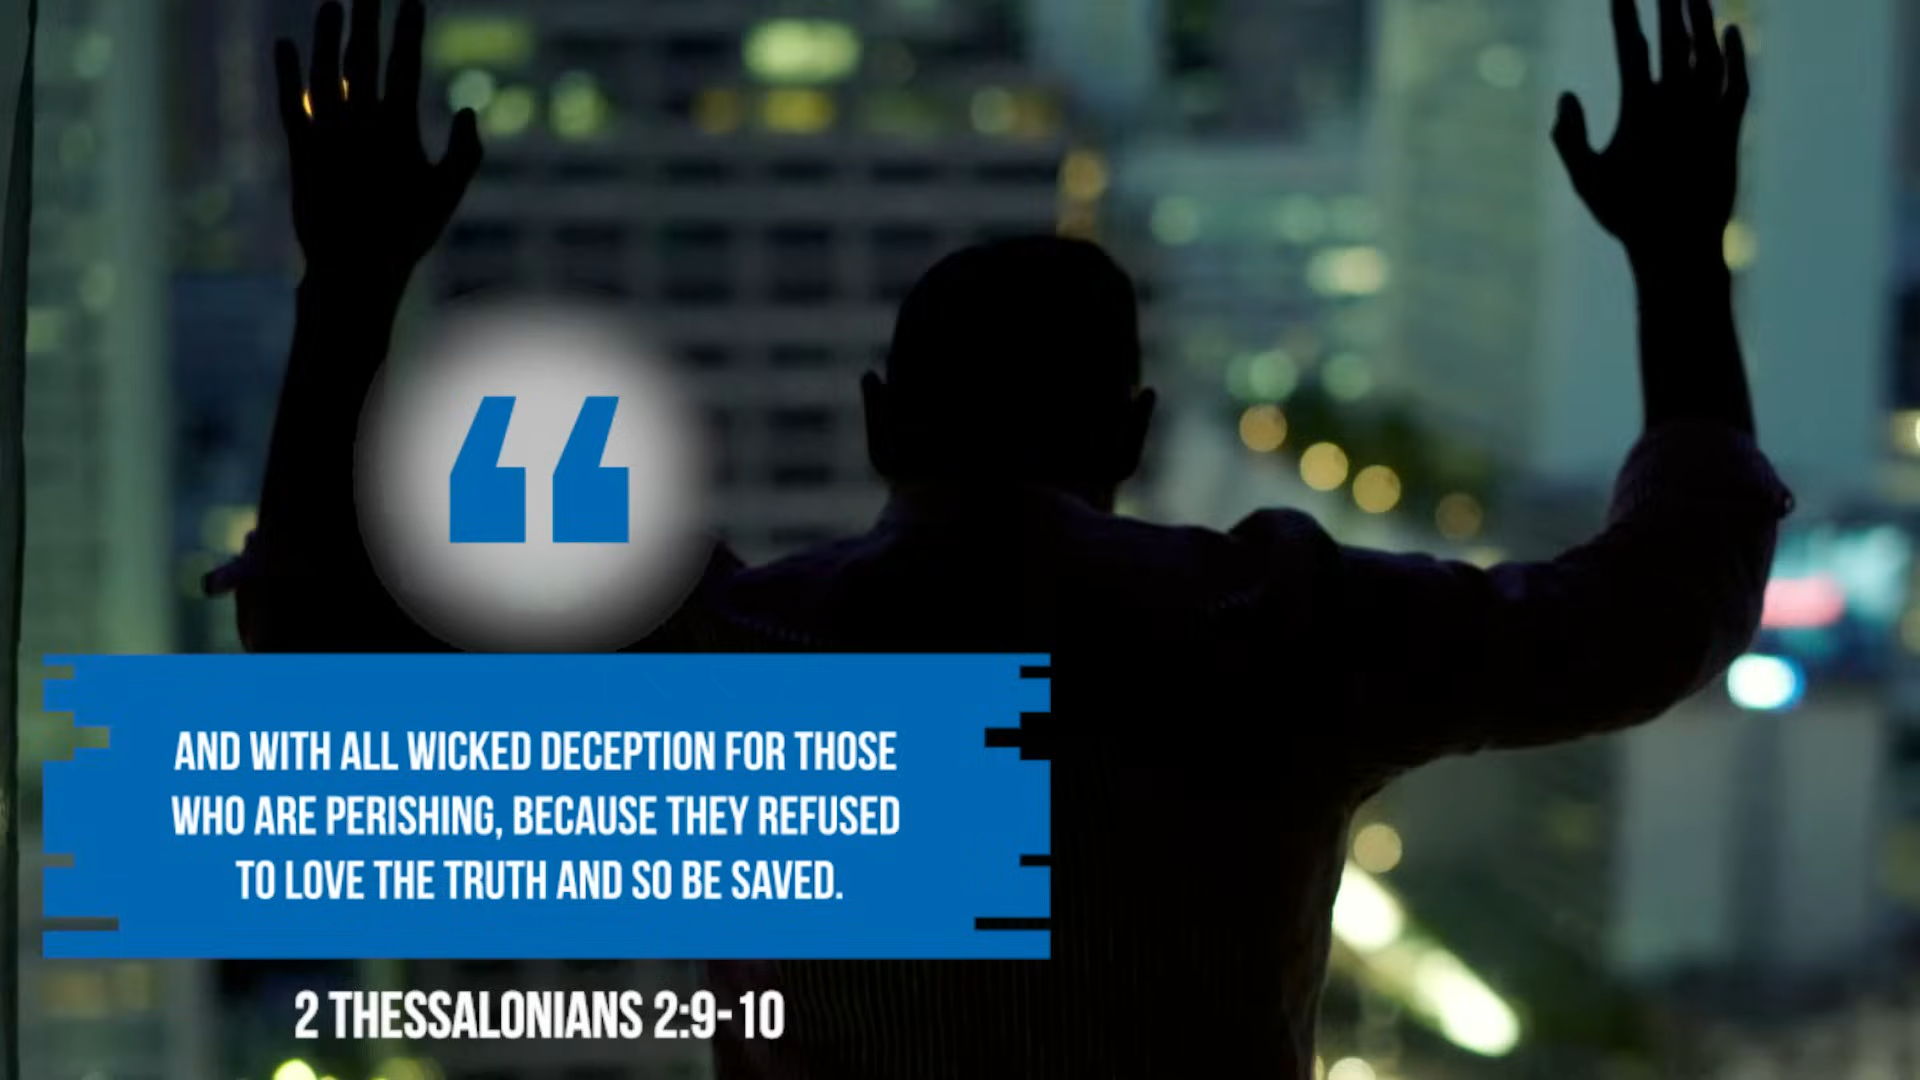 “
AND WITH ALL WICKED DECEPTION FOR THOSE
WHO ARE PERISHING, BECAUSE THEY REFUSED
TO LOVE THE TRUTH AND SO BE SAVED.
2 THESSALONIANS 2:9-10